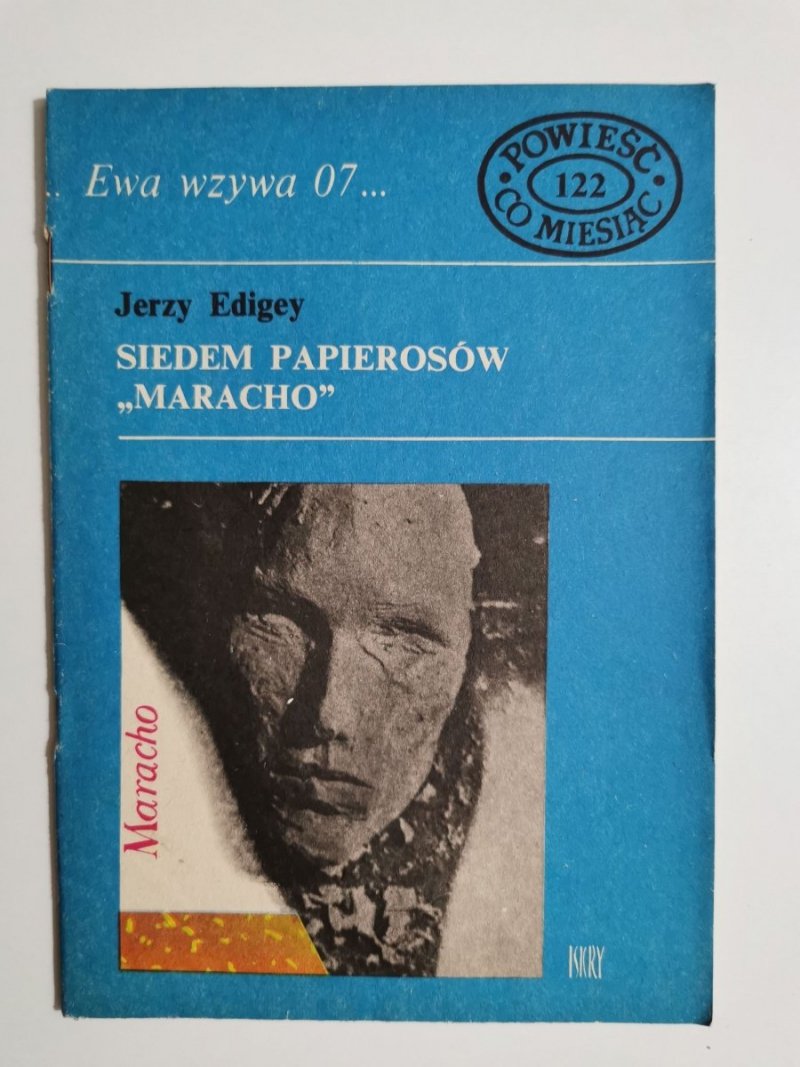 .. Ewa wzywa 07...
POWIEŚĆ
122
CO MIESIĄC
Jerzy Edigey
SIEDEM PAPIEROSÓW
„MARACHO”
Maracho
ISKRY